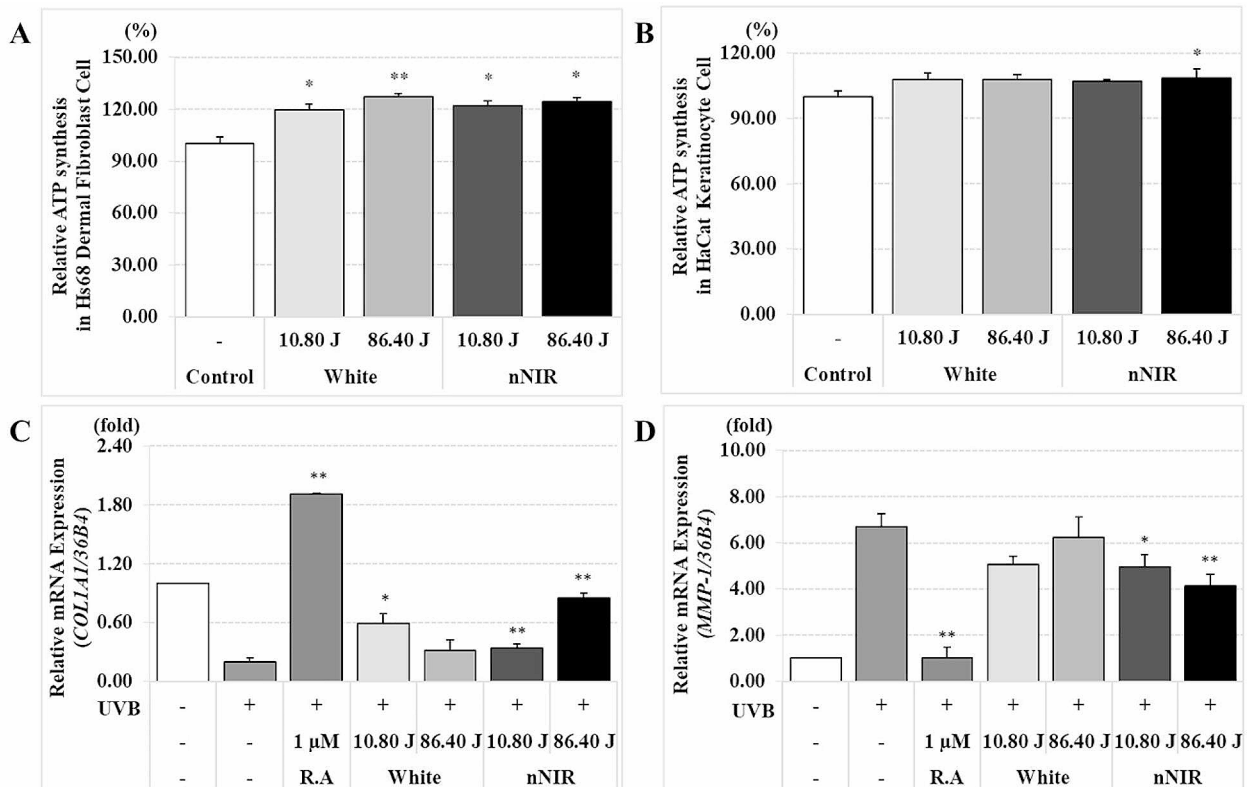 A
(%)
Relative ATP synthesis
in Hs68 Dermal Fibroblast Cell
150.00
120.00
90.00
60.00
30.00
0.00
* ** * *
- 10.80 J 86.40 J 10.80 J 86.40 J
Control White nNIR
B
(%)
Relative ATP synthesis
in HaCat Keratinocyte Cell
120.00
90.00
60.00
30.00
0.00
*
- 10.80 J 86.40 J 10.80 J 86.40 J
Control White nNIR
C
(fold)
Relative mRNA Expression
(COL1A1/36B4)
2.40
1.80
1.20
0.60
0.00
** * ** **
UVB - + + + + + +
- - 1 μM 10.80 J 86.40 J 10.80 J 86.40 J
- - R.A White nNIR
D
(fold)
Relative mRNA Expression
(MMP-1/36B4)
10.00
8.00
6.00
4.00
2.00
0.00
** * **
UVB - + + + + + +
- - 1 μM 10.80 J 86.40 J 10.80 J 86.40 J
- - R.A White nNIR